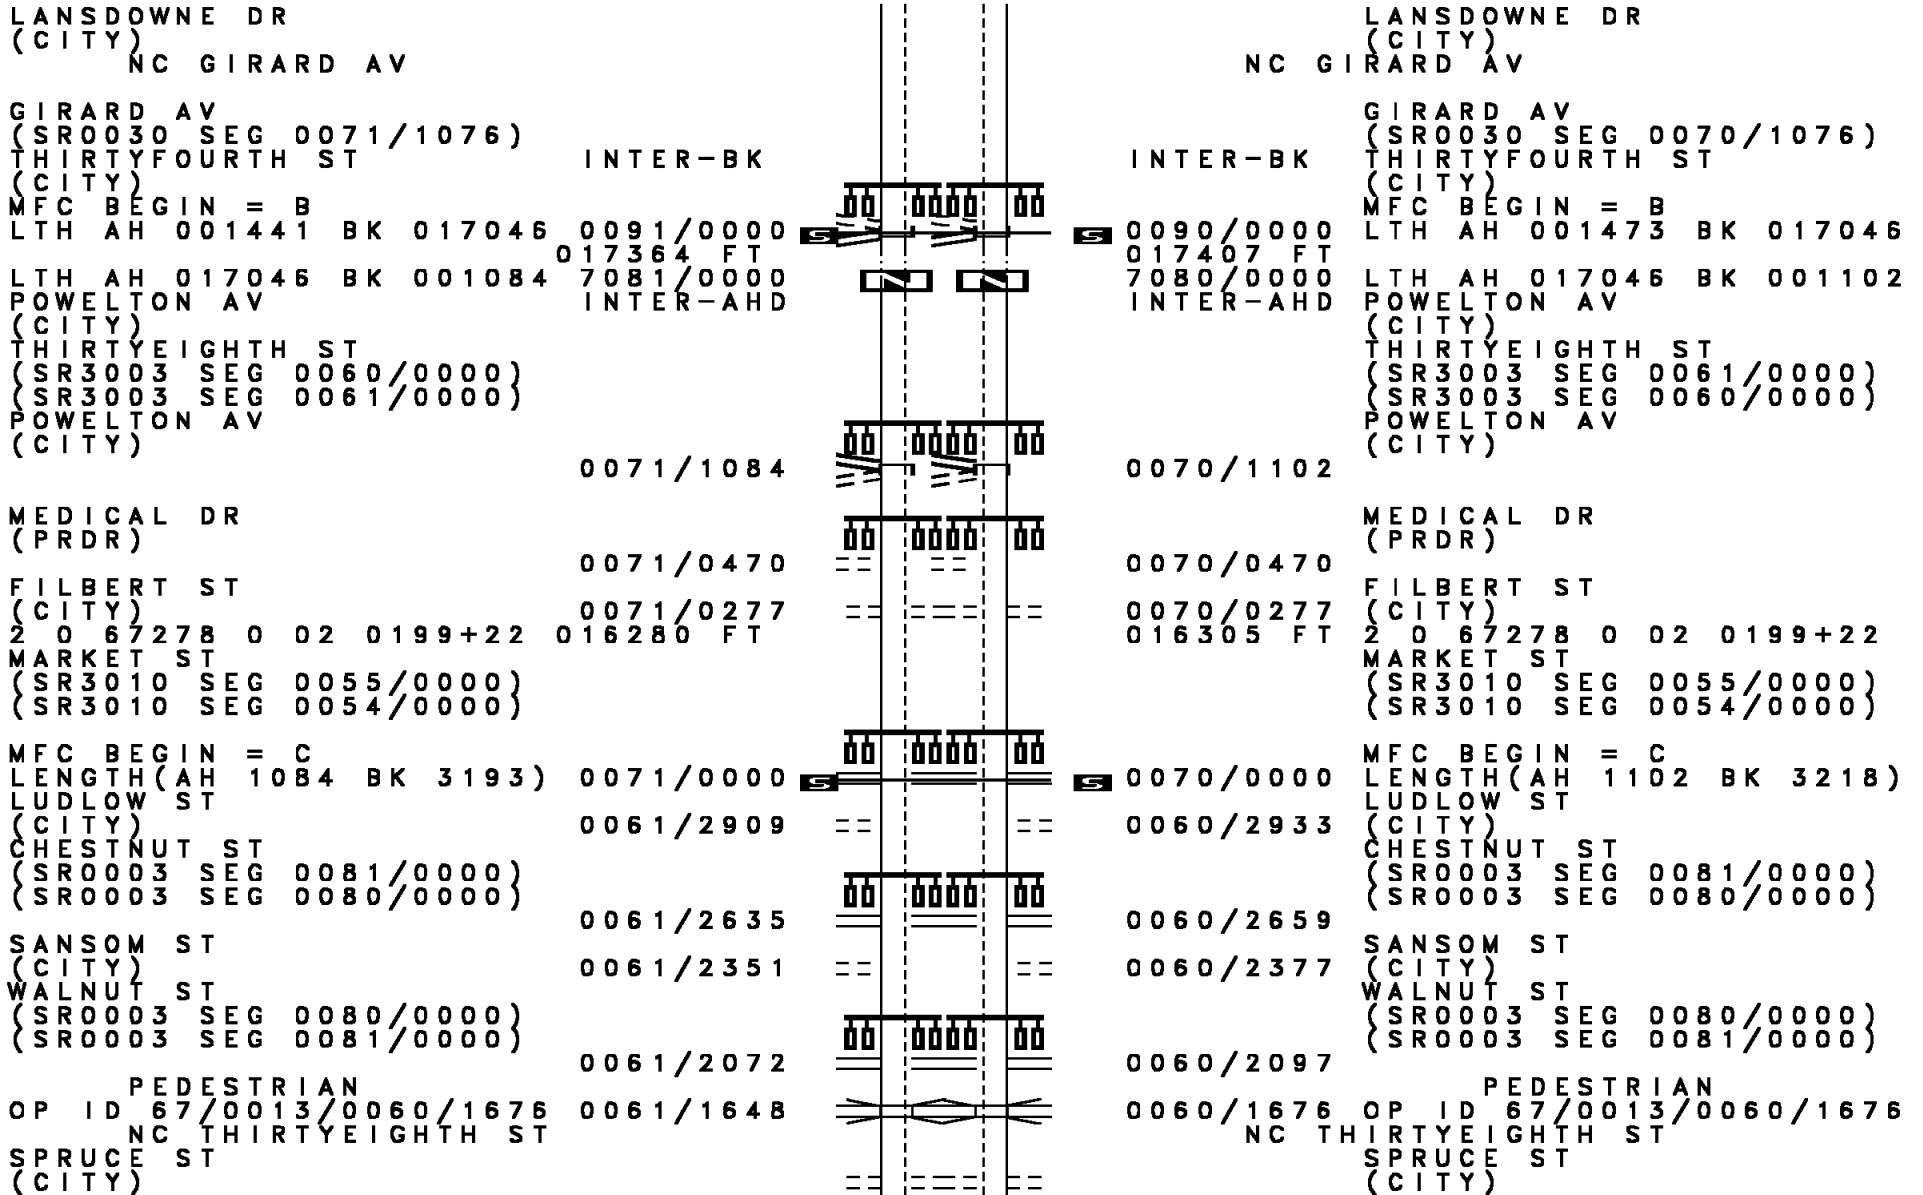 LANSDOWNE DR LANSDOWNE DR
(CITY) (CITY)
NC GIRARD AV NC GIRARD AV
GIRARD AV GIRARD AV
(SR0030 SEG 0071/1076) (SR0030 SEG 0070/1076)
THIRTYFOURTH ST INTER-BK INTER-BK THIRTYFOURTH ST
(CITY) (CITY)
MFC BEGIN = B MFC BEGIN = B
LTH AH 001441 BK 017046 0091/0000 S S 0090/0000 LTH AH 001473 BK 017046
017364 FT 017407 FT
LTH AH 017046 BK 001084 7081/0000 7080/0000 LTH AH 017046 BK 001102
POWELTON AV INTER-AHD INTER-AHD POWELTON AV
(CITY) (CITY)
THIRTYEIGHTH ST THIRTYEIGHTH ST
(SR3003 SEG 0060/0000) (SR3003 SEG 0061/0000)
(SR3003 SEG 0061/0000) (SR3003 SEG 0060/0000)
POWELTON AV POWELTON AV
(CITY) (CITY)
0071/1084 0070/1102
MEDICAL DR MEDICAL DR
(PRDR) (PRDR)
0071/0470 0070/0470
FILBERT ST FILBERT ST
(CITY) 0071/0277 0070/0277 (CITY)
2 0 67278 0 02 0199+22 016280 FT 016305 FT 2 0 67278 0 02 0199+22
MARKET ST MARKET ST
(SR3010 SEG 0055/0000) (SR3010 SEG 0055/0000)
(SR3010 SEG 0054/0000) (SR3010 SEG 0054/0000)
MFC BEGIN = C MFC BEGIN = C
LENGTH(AH 1084 BK 3193) 0071/0000 S S 0070/0000 LENGTH(AH 1102 BK 3218)
LUDLOW ST LUDLOW ST
(CITY) 0061/2909 0060/2933 (CITY)
CHESTNUT ST CHESTNUT ST
(SR0003 SEG 0081/0000) (SR0003 SEG 0081/0000)
(SR0003 SEG 0080/0000) (SR0003 SEG 0080/0000)
0061/2635 0060/2659
SANSOM ST SANSOM ST
(CITY) 0061/2351 0060/2377 (CITY)
WALNUT ST WALNUT ST
(SR0003 SEG 0080/0000) (SR0003 SEG 0080/0000)
(SR0003 SEG 0081/0000) (SR0003 SEG 0081/0000)
0061/2072 0060/2097
PEDESTRIAN PEDESTRIAN
OP ID 67/0013/0060/1676 0061/1648 0060/1676 OP ID 67/0013/0060/1676
NC THIRTYEIGHTH ST NC THIRTYEIGHTH ST
SPRUCE ST SPRUCE ST
(CITY) (CITY)